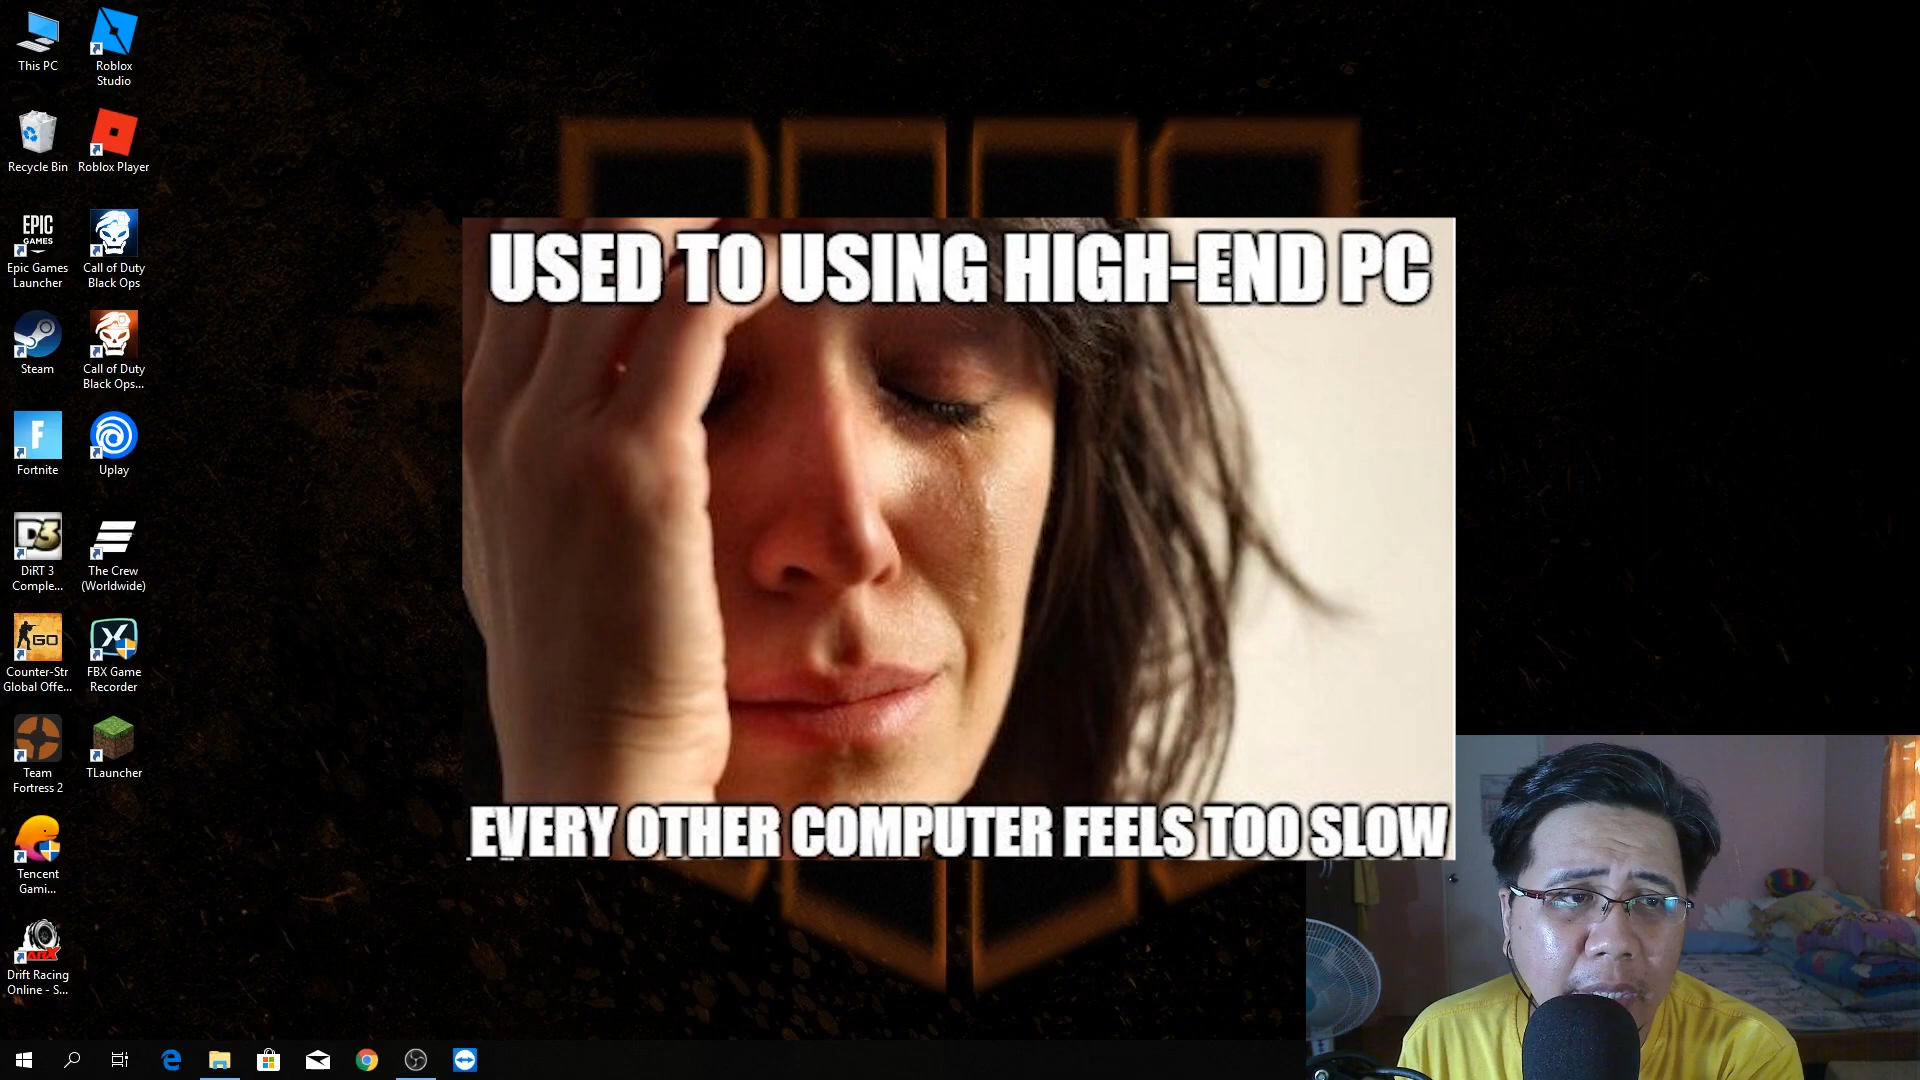 This PC
Roblox
Studio
Recycle Bin
Roblox Player
EPIC
GAMES
Epic Games
Launcher
Call of Duty
Black Ops
Steam
Call of Duty
Black Ops...
F
Fortnite
Uplay
D3
DiRT 3
Comple...
The Crew
(Worldwide)
GO
Counter-Str
Global Offe...
FBX Game
Recorder
Team
Fortress 2
TLauncher
Tencent
Gami...
ARX
Drift Racing
Online - S...
USED TO USING HIGH-END PC
EVERY OTHER COMPUTER FEELS TOO SLOW